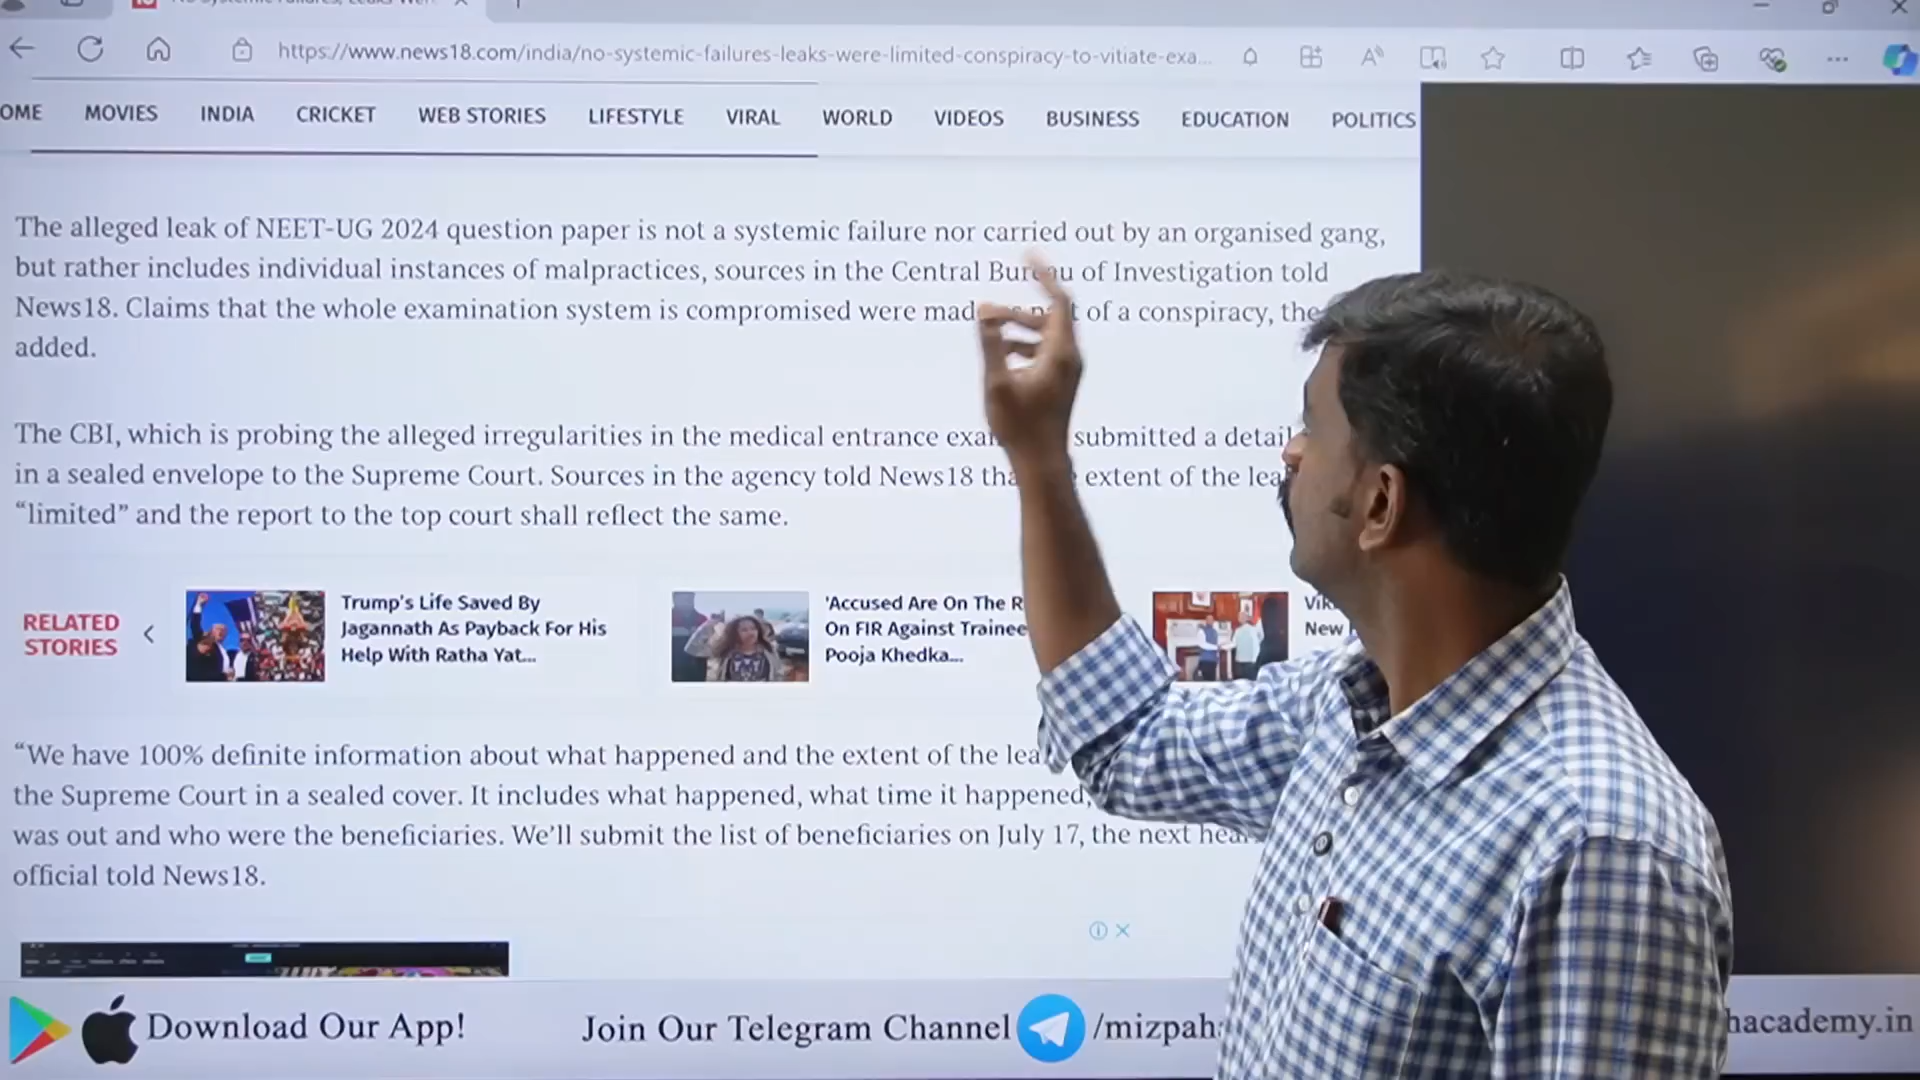 https://www.news18.com/india/no-systemic-failures-leaks-were-limited-conspiracy-to-vitiate-exa...
OME MOVIES INDIA CRICKET WEB STORIES LIFESTYLE VIRAL WORLD VIDEOS BUSINESS EDUCATION POLITICS
The alleged leak of NEET-UG 2024 question paper is not a systemic failure nor carried out by an organised gang,
but rather includes individual instances of malpractices, sources in the Central Bureau of Investigation told
News18. Claims that the whole examination system is compromised were mad of a conspiracy, the
added.
The CBI, which is probing the alleged irregularities in the medical entrance exa submitted a detail
in a sealed envelope to the Supreme Court. Sources in the agency told News18 tha extent of the lea
“limited” and the report to the top court shall reflect the same.
RELATED
STORIES
Trump's Life Saved By
Jagannath As Payback For His
Help With Ratha Yat...
'Accused Are On The R
On FIR Against Trainee
Pooja Khedka...
New
“We have 100% definite information about what happened and the extent of the lea
the Supreme Court in a sealed cover. It includes what happened, what time it happened,
was out and who were the beneficiaries. We'll submit the list of beneficiaries on July 17, the next hea
official told News18.
Download Our App! Join Our Telegram Channel /mizpah hacademy.in